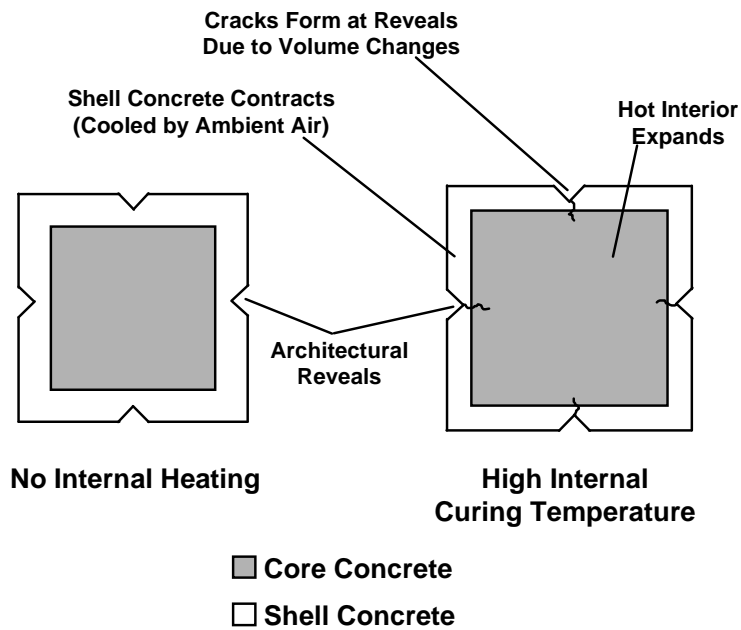 Cracks Form at Reveals
Due to Volume Changes
Shell Concrete Contracts
(Cooled by Ambient Air)
Hot Interior
Expands
Architectural
Reveals
No Internal Heating
High Internal
Curing Temperature
Core Concrete
Shell Concrete